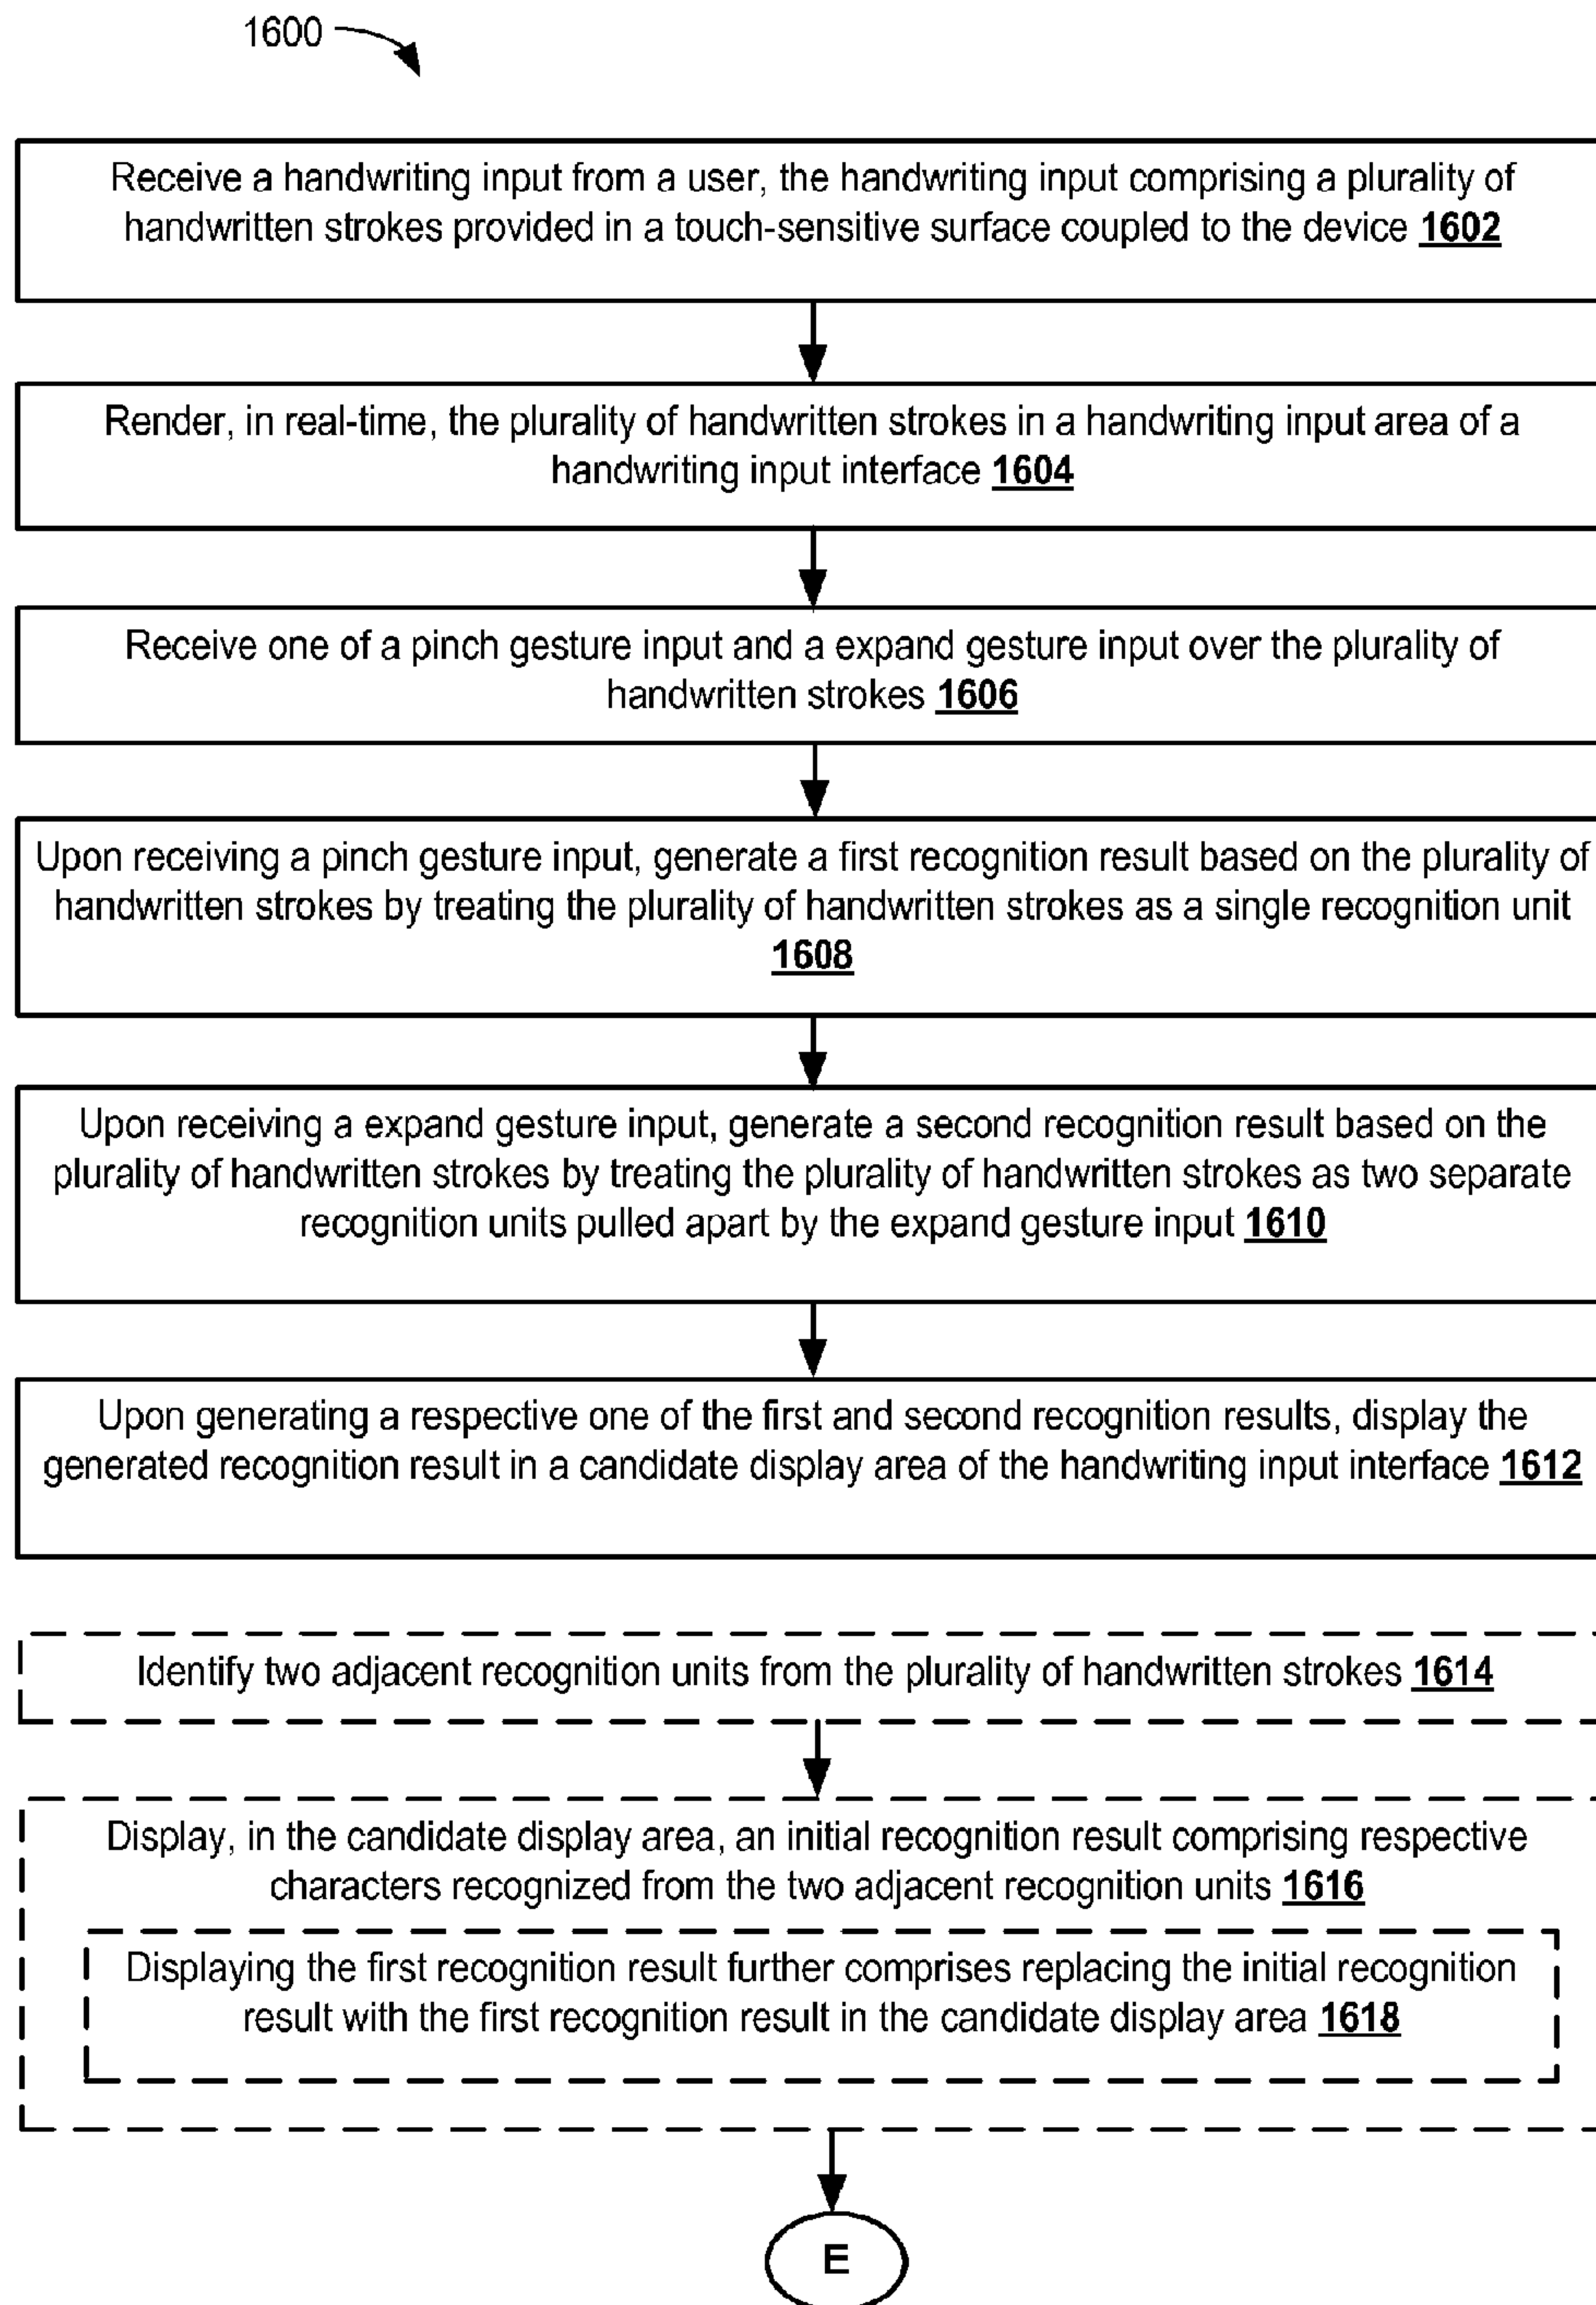 1600
Receive a handwriting input from a user, the handwriting input comprising a plurality of
handwritten strokes provided in a touch-sensitive surface coupled to the device 1602
Render, in real-time, the plurality of handwritten strokes in a handwriting input area of a
handwriting input interface 1604
Receive one of a pinch gesture input and a expand gesture input over the plurality of
handwritten strokes 1606
Upon receiving a pinch gesture input, generate a first recognition result based on the plurality of
handwritten strokes by treating the plurality of handwritten strokes as a single recognition unit
1608
Upon receiving a expand gesture input, generate a second recognition result based on the
plurality of handwritten strokes by treating the plurality of handwritten strokes as two separate
recognition units pulled apart by the expand gesture input 1610
Upon generating a respective one of the first and second recognition results, display the
generated recognition result in a candidate display area of the handwriting input interface 1612
Identify two adjacent recognition units from the plurality of handwritten strokes 1614
Display, in the candidate display area, an initial recognition result comprising respective
characters recognized from the two adjacent recognition units 1616
Displaying the first recognition result further comprises replacing the initial recognition
result with the first recognition result in the candidate display area 1618
E